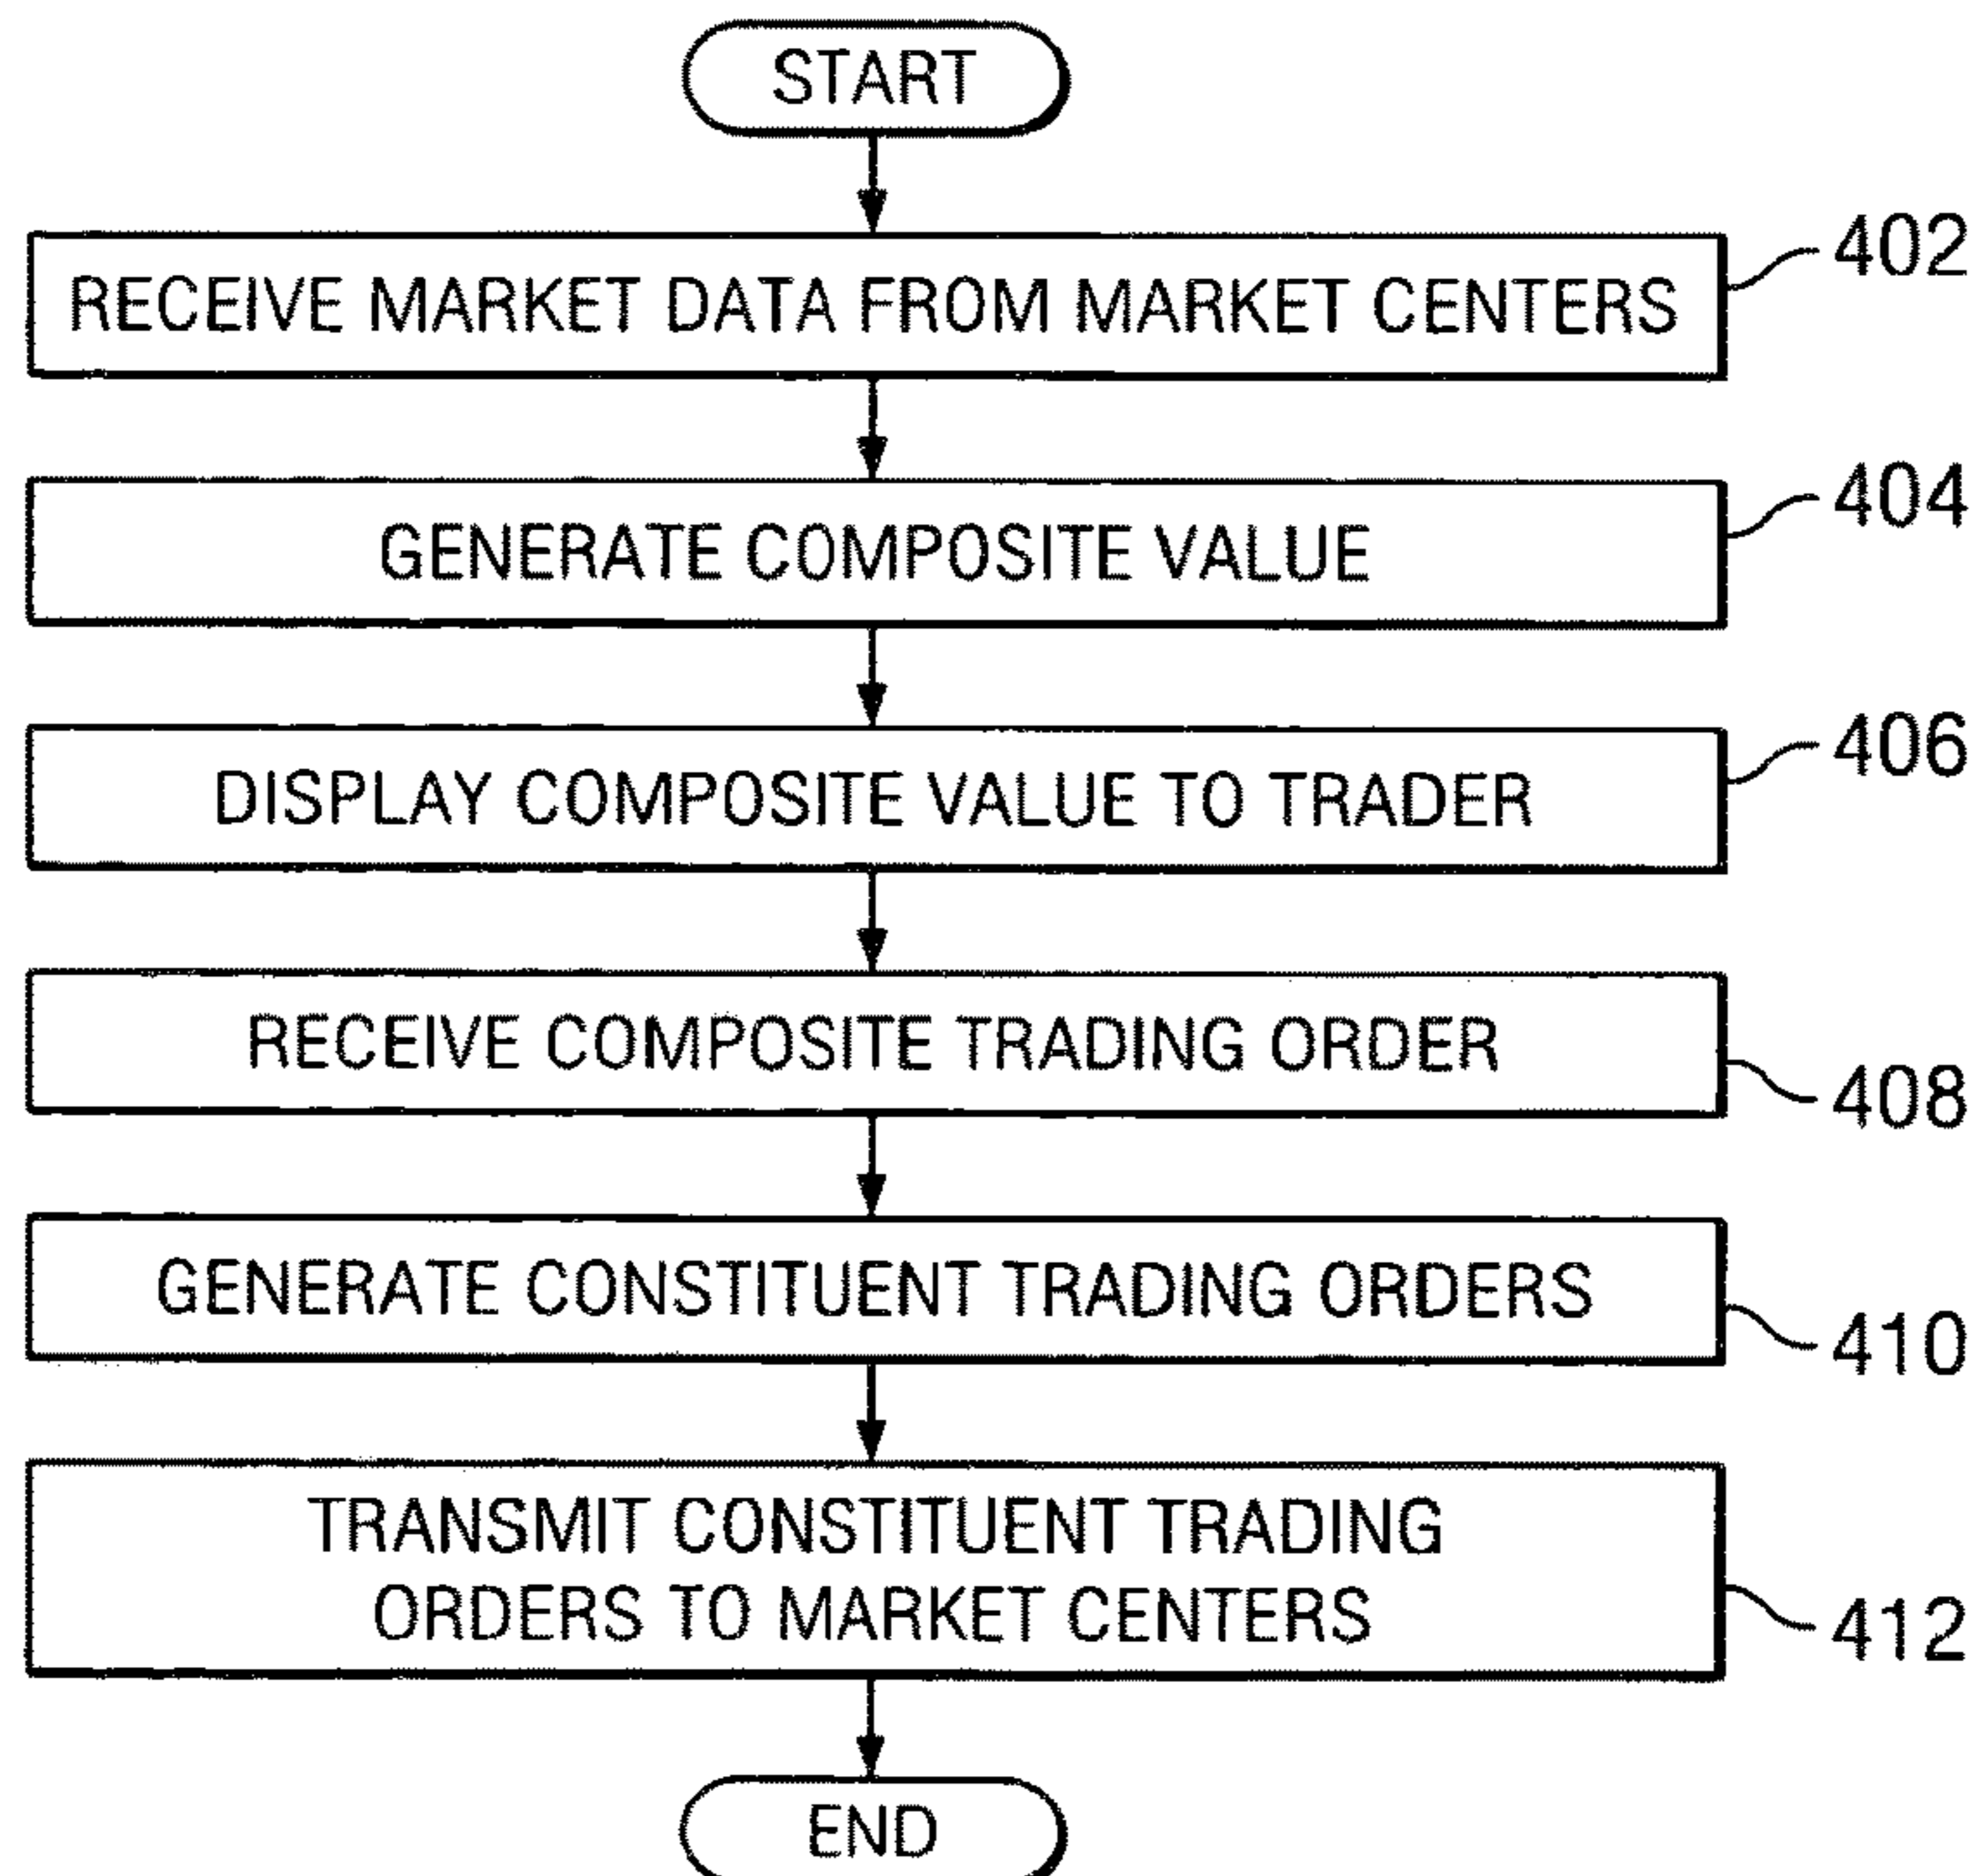 START
RECEIVE MARKET DATA FROM MARKET CENTERS
402
GENERATE COMPOSITE VALUE
404
DISPLAY COMPOSITE VALUE TO TRADER
406
RECEIVE COMPOSITE TRADING ORDER
408
GENERATE CONSTITUENT TRADING ORDERS
410
TRANSMIT CONSTITUENT TRADING
ORDERS TO MARKET CENTERS
412
END